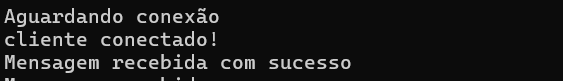 Aguardando conexão
cliente conectado!
Mensagem recebida com sucesso